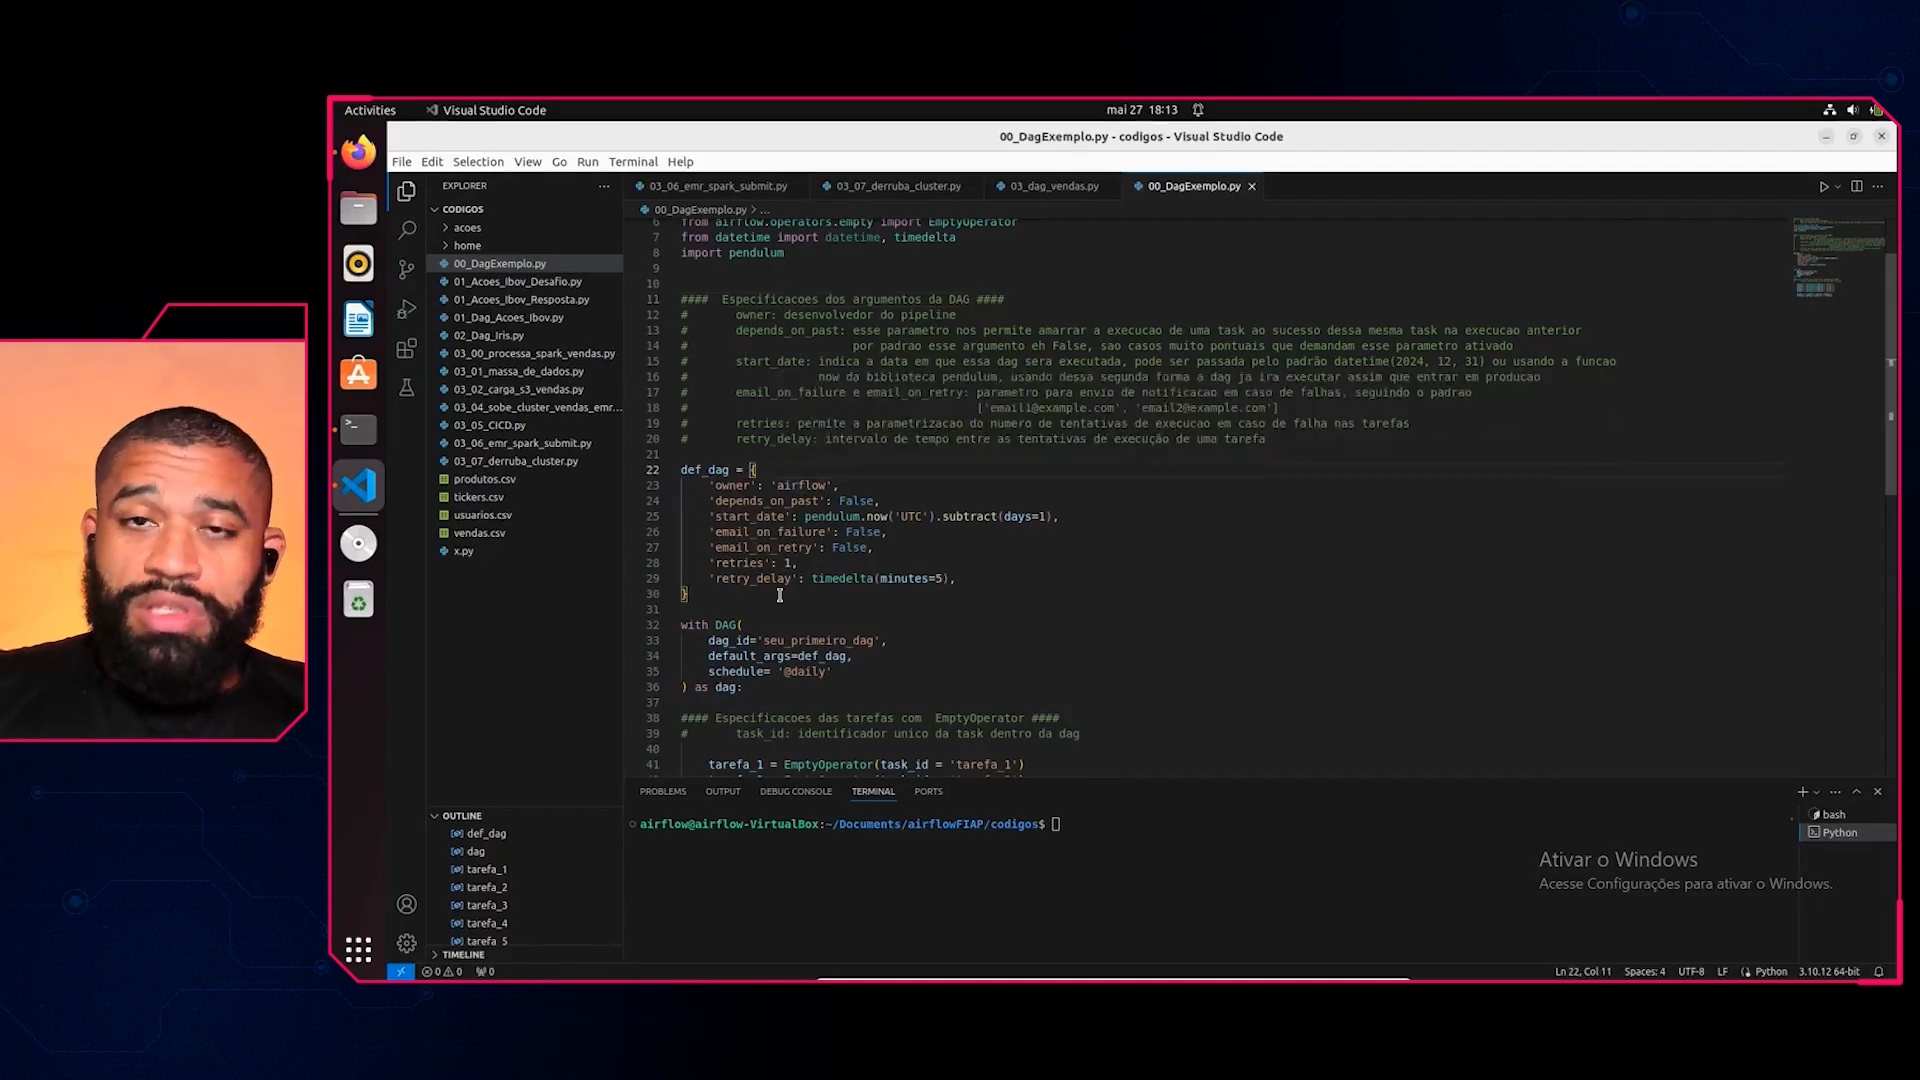 Activities
Visual Studio Code
mai 27 18:13
00_DagExemplo.py - codigos - Visual Studio Code
File Edit Selection View Go Run Terminal Help
EXPLORER
CODIGOS
acoes
home
00_DagExemplo.py
01_Acoes_Ibov_Desafio.py
01_Acoes_Ibov_Resposta.py
01_Dag_Acoes_Ibov.py
02_Dag_Iris.py
03_00_processa_spark_vendas.py
03_01_massa_de_dados.py
03_02_carga_s3_vendas.py
03_04_sobe_cluster_vendas_emr...
03_05_CICD.py
03_06_emr_spark_submit.py
03_07_derruba_cluster.py
produtos.csv
tickers.csv
usuarios.csv
vendas.csv
x.py
OUTLINE
def_dag
dag
tarefa_1
tarefa_2
tarefa_3
tarefa_4
tarefa_5
TIMELINE
03_06_emr_spark_submit.py
03_07_derruba_cluster.py
03_dag_vendas.py
00_DagExemplo.py
00_DagExemplo.py > ...
6 from airflow.operators.empty import EmptyOperator
7 from datetime import datetime, timedelta
8 import pendulum
9
10
11 #### Especificacoes dos argumentos da DAG ####
12 # owner: desenvolvedor do pipeline
13 # depends_on_past: esse parametro nos permite amarrar a execucao de uma task ao sucesso dessa mesma task na execucao anterior
14 # por padrao esse argumento eh False, sao casos muito pontuais que demandam esse parametro ativado
15 # start_date: indica a data em que essa dag sera executada, pode ser passada pelo padrão datetime(2024, 12, 31) ou usando a funcao
16 # now da biblioteca pendulum, usando dessa segunda forma a dag ja ira executar assim que entrar em producao
17 # email_on_failure e email_on_retry: parametro para envio de notificacao em caso de falhas, seguindo o padrao
18 # ['email1@example.com', 'email2@example.com']
19 # retries: permite a parametrizacao do numero de tentativas de execucao em caso de falha nas tarefas
20 # retry_delay: intervalo de tempo entre as tentativas de execução de uma tarefa
21
22 def_dag = {
23 'owner': 'airflow',
24 'depends_on_past': False,
25 'start_date': pendulum.now('UTC').subtract(days=1),
26 'email_on_failure': False,
27 'email_on_retry': False,
28 'retries': 1,
29 'retry_delay': timedelta(minutes=5),
30 }
31
32 with DAG(
33 dag_id='seu_primeiro_dag',
34 default_args=def_dag,
35 schedule= '@daily'
36 ) as dag:
37
38 #### Especificacoes das tarefas com EmptyOperator ####
39 # task_id: identificador unico da task dentro da dag
40
41 tarefa_1 = EmptyOperator(task_id = 'tarefa_1')
PROBLEMS OUTPUT DEBUG CONSOLE TERMINAL PORTS
airflow@airflow-VirtualBox:~/Documents/airflowFIAP/codigos$
bash
Python
Ativar o Windows
Acesse Configurações para ativar o Windows.
0 0 0
Ln 22, Col 11 Spaces: 4 UTF-8 LF Python 3.10.12 64-bit